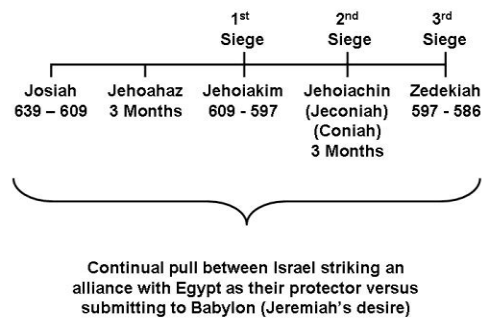 1st 2nd 3rd
Siege Siege Siege
Josiah Jehoahaz Jehoiakim Jehoiachin Zedekiah
639 – 609 3 Months 609 - 597 (Jeconiah) 597 - 586
(Coniah)
3 Months
Continual pull between Israel striking an
alliance with Egypt as their protector versus
submitting to Babylon (Jeremiah's desire)